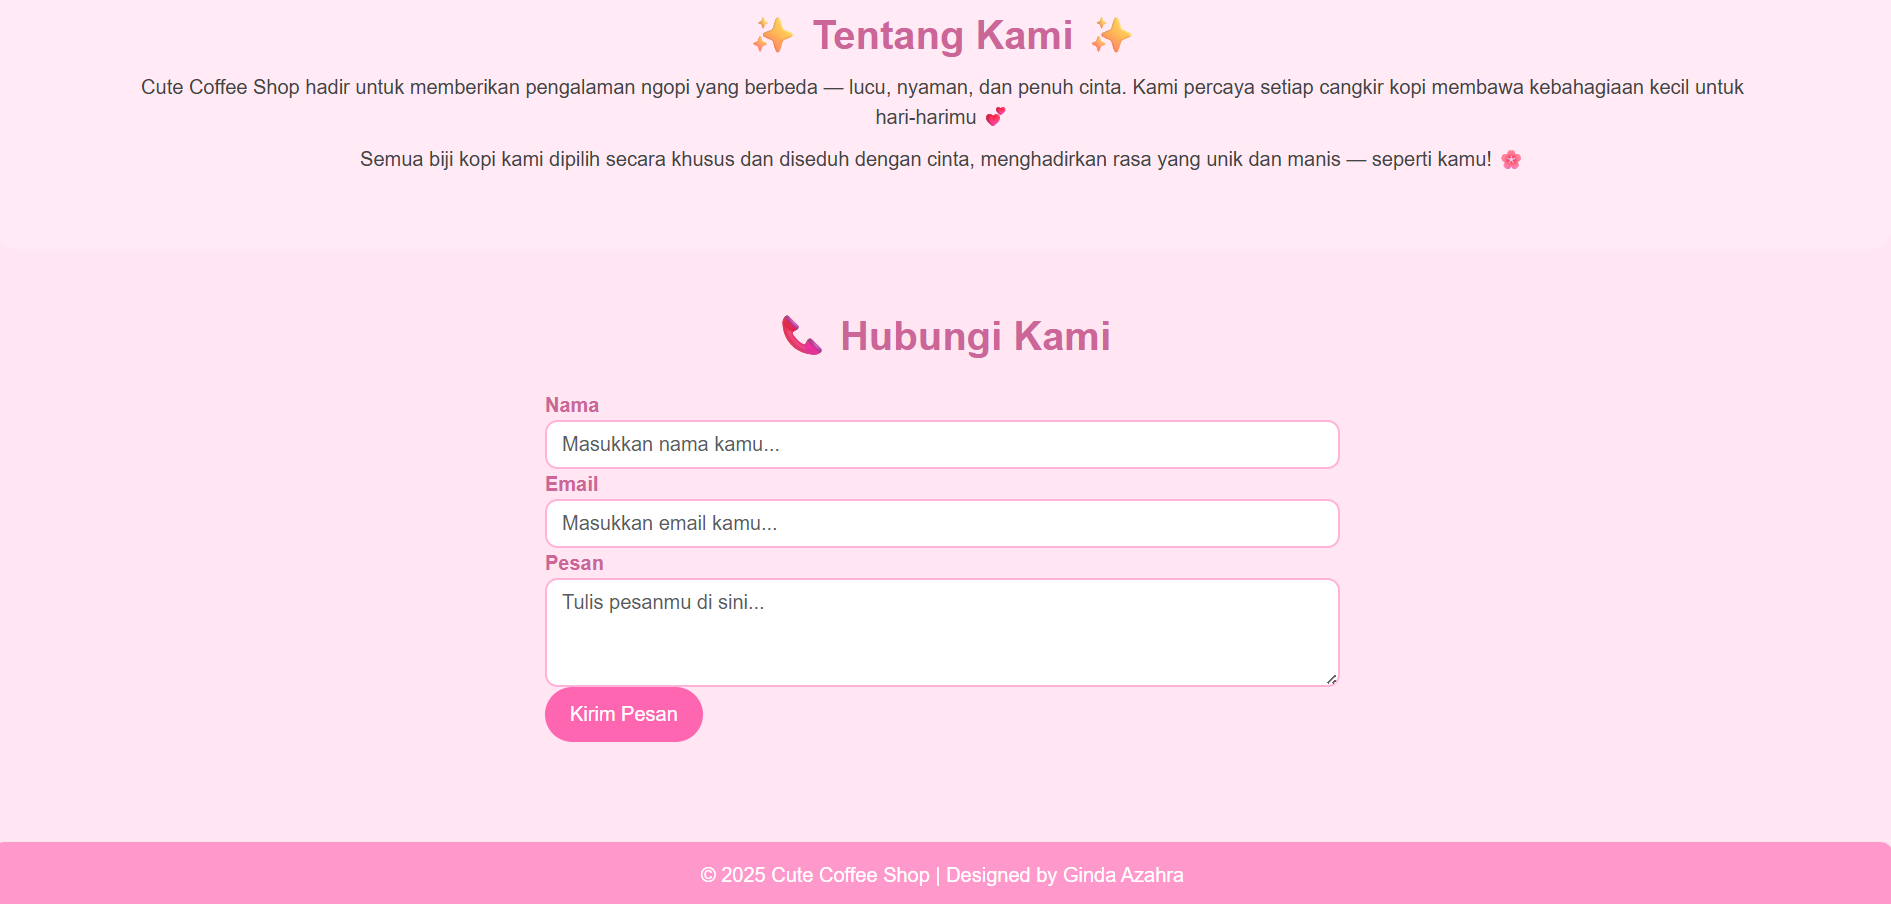 ✨ Tentang Kami ✨
Cute Coffee Shop hadir untuk memberikan pengalaman ngopi yang berbeda — lucu, nyaman, dan penuh cinta. Kami percaya setiap cangkir kopi membawa kebahagiaan kecil untuk
hari-harimu 💕
Semua biji kopi kami dipilih secara khusus dan diseduh dengan cinta, menghadirkan rasa yang unik dan manis — seperti kamu! 🌸
📞 Hubungi Kami
Nama
Masukkan nama kamu...
Email
Masukkan email kamu...
Pesan
Tulis pesanmu di sini...
Kirim Pesan
© 2025 Cute Coffee Shop | Designed by Ginda Azahra